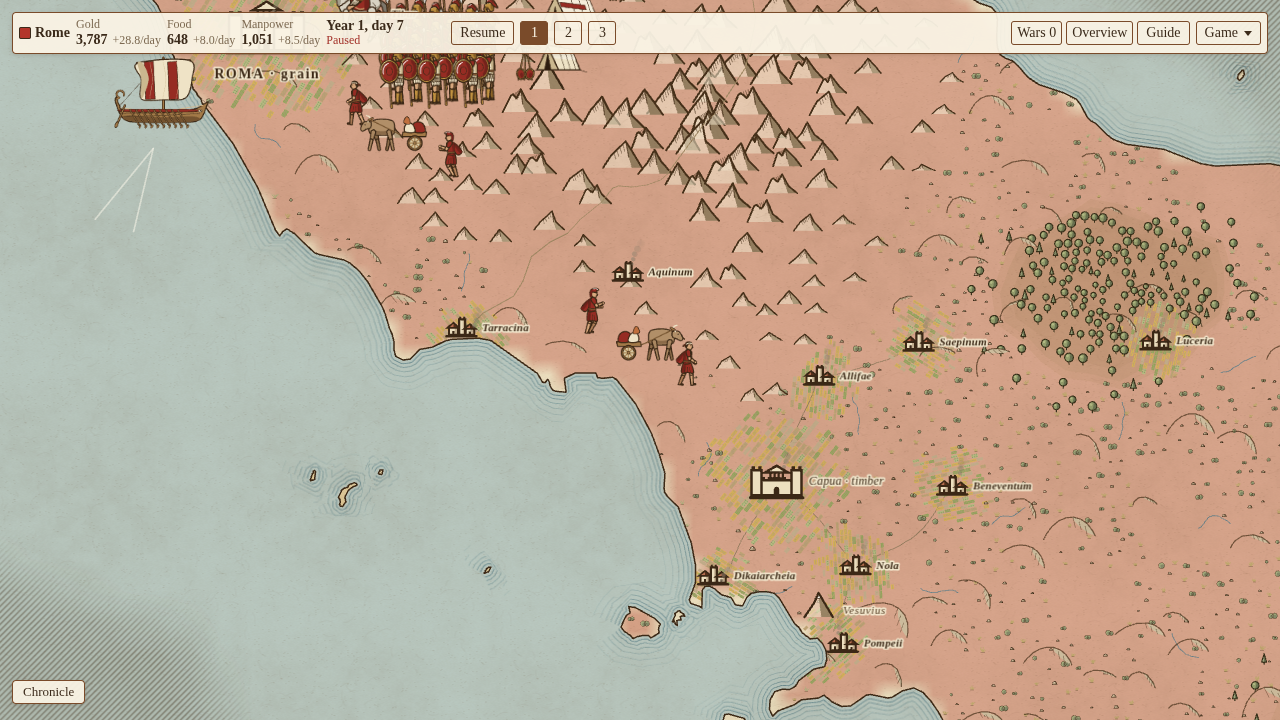 Rome
Gold
3,787 +28.8/day
Food
648 +8.0/day
Manpower
1,051 +8.5/day
Year 1, day 7
Paused
Resume
1
2
3
Wars 0
Overview
Guide
Game
ROMA · grain
Aquinum
Tarracina
Saepinum
Luceria
Allifae
Capua · timber
Beneventum
Nola
Dikaiarcheia
Vesuvius
Pompeii
Chronicle